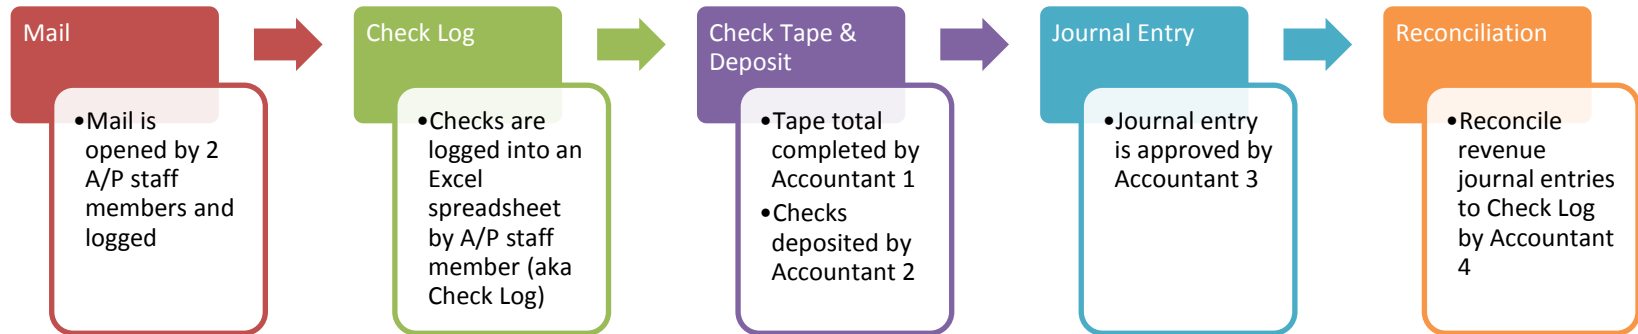 Mail
•Mail is
opened by 2
A/P staff
members and
logged
Check Log
•Checks are
logged into an
Excel
spreadsheet
by A/P staff
member (aka
Check Log)
Check Tape &
Deposit
•Tape total
completed by
Accountant 1
•Checks
deposited by
Accountant 2
Journal Entry
•Journal entry
is approved by
Accountant 3
Reconciliation
•Reconcile
revenue
journal entries
to Check Log
by Accountant
4